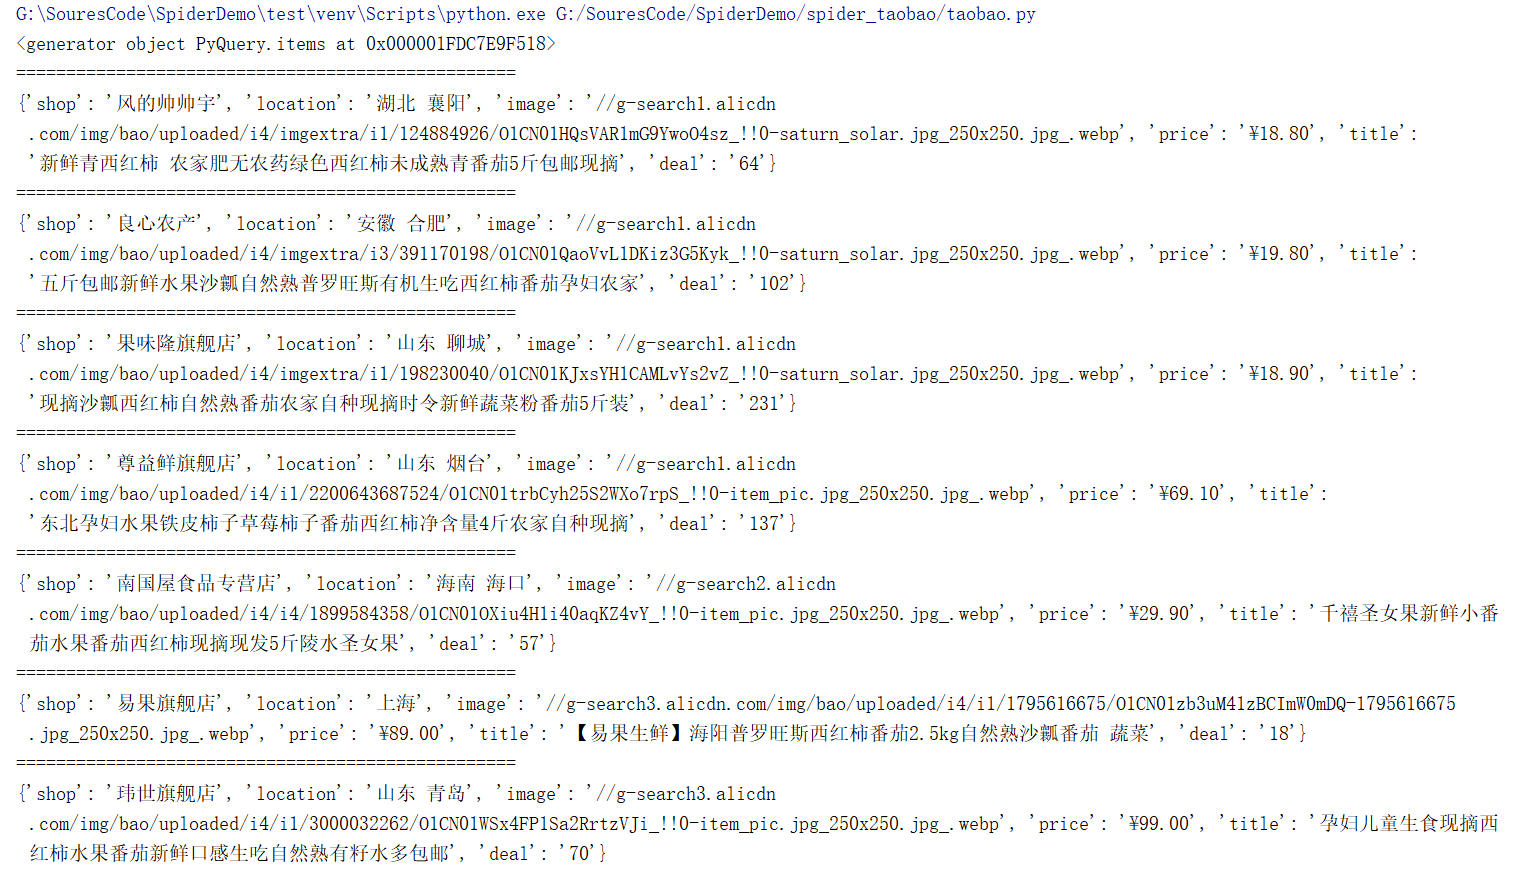 G:\SouresCode\SpiderDemo\test\venv\Scripts\python.exe G:/SouresCode/SpiderDemo/spider_taobao/taobao.py
<generator object PyQuery.items at 0x000001FDC7E9F518>
==================================================
{'shop': '风的帅帅宇', 'location': '湖北 襄阳', 'image': '//g-search1.alicdn
.com/img/bao/uploaded/i4/imgextra/i1/124884926/O1CN01HQsVAR1mG9YwoO4sz_!!0-saturn_solar.jpg_250x250.jpg_.webp', 'price': '¥18.80', 'title':
'新鲜青西红柿 农家肥无农药绿色西红柿未成熟青番茄5斤包邮现摘', 'deal': '64'}
==================================================
{'shop': '良心农产', 'location': '安徽 合肥', 'image': '//g-search1.alicdn
.com/img/bao/uploaded/i4/imgextra/i3/391170198/O1CN01QaoVvL1DKiz3G5Kyk_!!0-saturn_solar.jpg_250x250.jpg_.webp', 'price': '¥19.80', 'title':
'五斤包邮新鲜水果沙瓤自然熟普罗旺斯有机生吃西红柿番茄孕妇农家', 'deal': '102'}
==================================================
{'shop': '果味隆旗舰店', 'location': '山东 聊城', 'image': '//g-search1.alicdn
.com/img/bao/uploaded/i4/imgextra/i1/198230040/O1CN01KJxsYH1CAMLvYs2vZ_!!0-saturn_solar.jpg_250x250.jpg_.webp', 'price': '¥18.90', 'title':
'现摘沙瓤西红柿自然熟番茄农家自种现摘时令新鲜蔬菜粉番茄5斤装', 'deal': '231'}
==================================================
{'shop': '尊益鲜旗舰店', 'location': '山东 烟台', 'image': '//g-search1.alicdn
.com/img/bao/uploaded/i4/i1/2200643687524/O1CN01trbCyh25S2WXo7rpS_!!0-item_pic.jpg_250x250.jpg_.webp', 'price': '¥69.10', 'title':
'东北孕妇水果铁皮柿子草莓柿子番茄西红柿净含量4斤农家自种现摘', 'deal': '137'}
==================================================
{'shop': '南国屋食品专营店', 'location': '海南 海口', 'image': '//g-search2.alicdn
.com/img/bao/uploaded/i4/i4/1899584358/O1CN01OXiu4H1i40aqKZ4vY_!!0-item_pic.jpg_250x250.jpg_.webp', 'price': '¥29.90', 'title': '千禧圣女果新鲜小番
茄水果番茄西红柿现摘现发5斤陵水圣女果', 'deal': '57'}
==================================================
{'shop': '易果旗舰店', 'location': '上海', 'image': '//g-search3.alicdn.com/img/bao/uploaded/i4/i1/1795616675/O1CN01zb3uM41zBCImW0mDQ-1795616675
.jpg_250x250.jpg_.webp', 'price': '¥89.00', 'title': '【易果生鲜】海阳普罗旺斯西红柿番茄2.5kg自然熟沙瓤番茄 蔬菜', 'deal': '18'}
==================================================
{'shop': '玮世旗舰店', 'location': '山东 青岛', 'image': '//g-search3.alicdn
.com/img/bao/uploaded/i4/i1/3000032262/O1CN01WSx4FP1Sa2RrtzVJi_!!0-item_pic.jpg_250x250.jpg_.webp', 'price': '¥99.00', 'title': '孕妇儿童生食现摘西
红柿水果番茄新鲜口感生吃自然熟有籽水多包邮', 'deal': '70'}